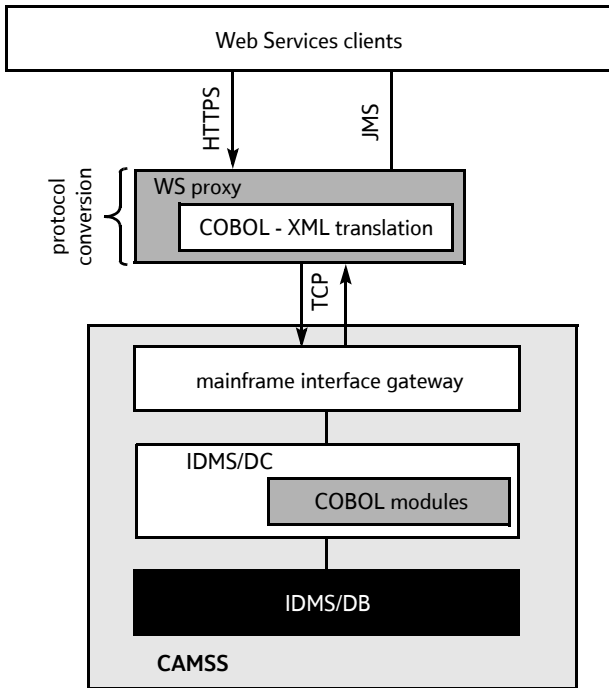 Web Services clients
HTTPS
JMS
protocol
conversion
WS proxy
COBOL - XML translation
TCP
mainframe interface gateway
IDMS/DC
COBOL modules
IDMS/DB
CAMSS